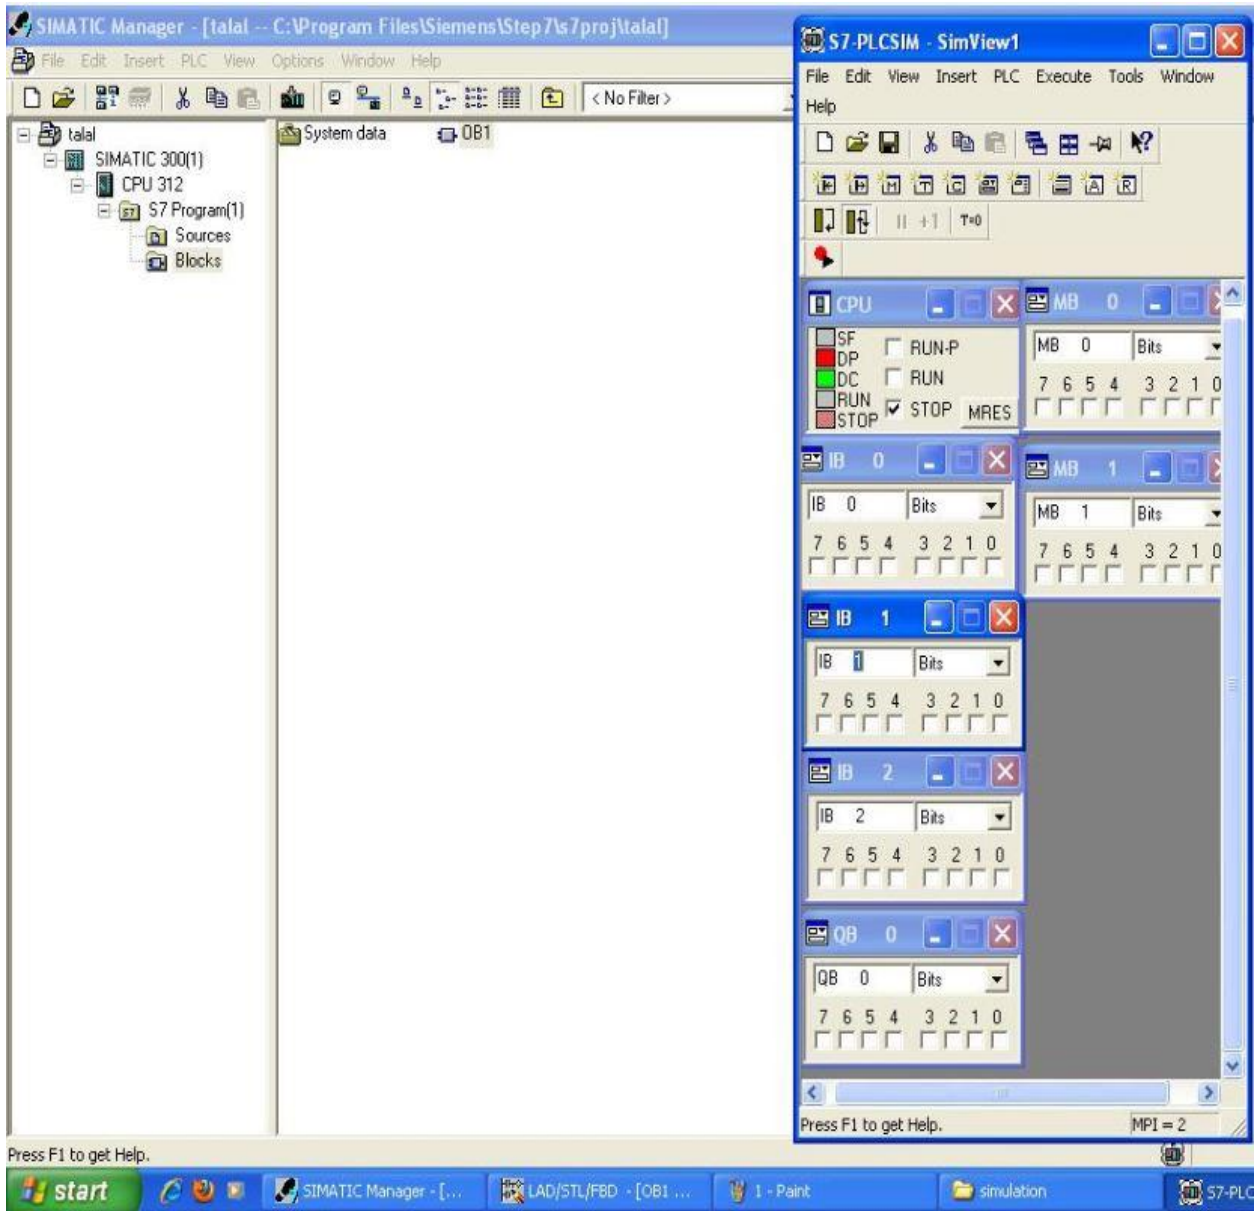 SIMATIC Manager - [talal -- C:\Program Files\Siemens\Step7\s7proj\talal]
File Edit Insert PLC View Options Window Help
< No Filter >
talal
SIMATIC 300(1)
CPU 312
S7 Program(1)
Sources
Blocks
System data OB1
S7-PLCSIM - SimView1
File Edit View Insert PLC Execute Tools Window
Help
+1 T=0
CPU
SF
DP
DC
RUN
STOP
RUN-P
RUN
STOP MRES
MB 0
MB 0 Bits
7 6 5 4 3 2 1 0
IB 0
IB 0 Bits
7 6 5 4 3 2 1 0
MB 1
MB 1 Bits
7 6 5 4 3 2 1 0
IB 1
IB 1 Bits
7 6 5 4 3 2 1 0
IB 2
IB 2 Bits
7 6 5 4 3 2 1 0
QB 0
QB 0 Bits
7 6 5 4 3 2 1 0
Press F1 to get Help. MPI = 2
Press F1 to get Help.
start SIMATIC Manager - [... LAD/STL/FBD - [OB1 ... 1 - Paint simulation S7-PLC